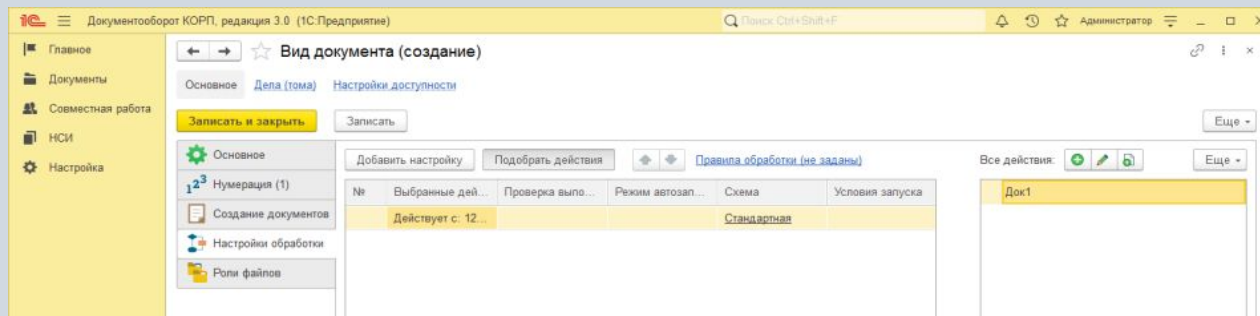 1С Документооборот КОРП, редакция 3.0 (1С:Предприятие) Поиск Ctrl+Shift+F Администратор
Главное
Документы
Совместная работа
НСИ
Настройка
Вид документа (создание)
Основное Дела (тома) Настройки доступности
Записать и закрыть Записать Еще
Основное
1 2 3 Нумерация (1)
Создание документов
Настройки обработки
Роли файлов
Добавить настройку Подобрать действия Правила обработки (не заданы)
№ Выбранные дей... Проверка выпо... Режим автозап... Схема Условия запуска
Действует с: 12... Стандартная
Все действия: Еще
Док1